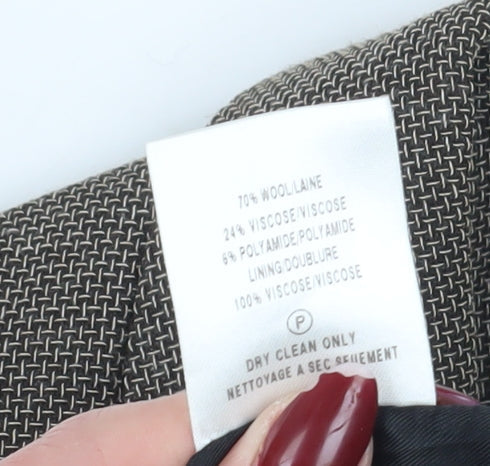 70% WOOL/LAINE
24% VISCOSE/VISCOSE
6% POLYAMIDE/POLYAMIDE
LINING/DOUBLURE
100% VISCOSE/VISCOSE
P
DRY CLEAN ONLY
NETTOYAGE A SEC SEULEMENT